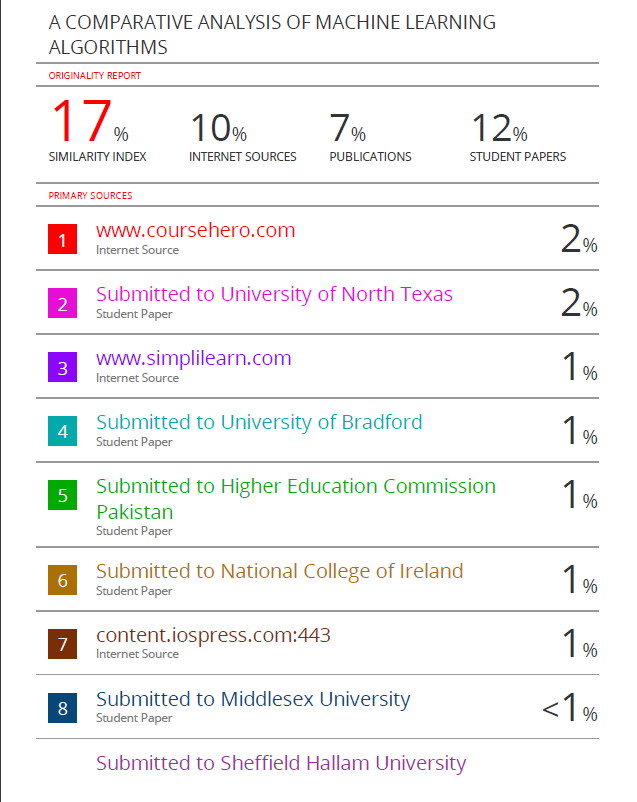 A COMPARATIVE ANALYSIS OF MACHINE LEARNING
ALGORITHMS
ORIGINALITY REPORT
17%
SIMILARITY INDEX
10%
INTERNET SOURCES
7%
PUBLICATIONS
12%
STUDENT PAPERS
PRIMARY SOURCES
1
www.coursehero.com
Internet Source
2%
2
Submitted to University of North Texas
Student Paper
2%
3
www.simplilearn.com
Internet Source
1%
4
Submitted to University of Bradford
Student Paper
1%
5
Submitted to Higher Education Commission
Pakistan
Student Paper
1%
6
Submitted to National College of Ireland
Student Paper
1%
7
content.iospress.com:443
Internet Source
1%
8
Submitted to Middlesex University
Student Paper
<1%
Submitted to Sheffield Hallam University